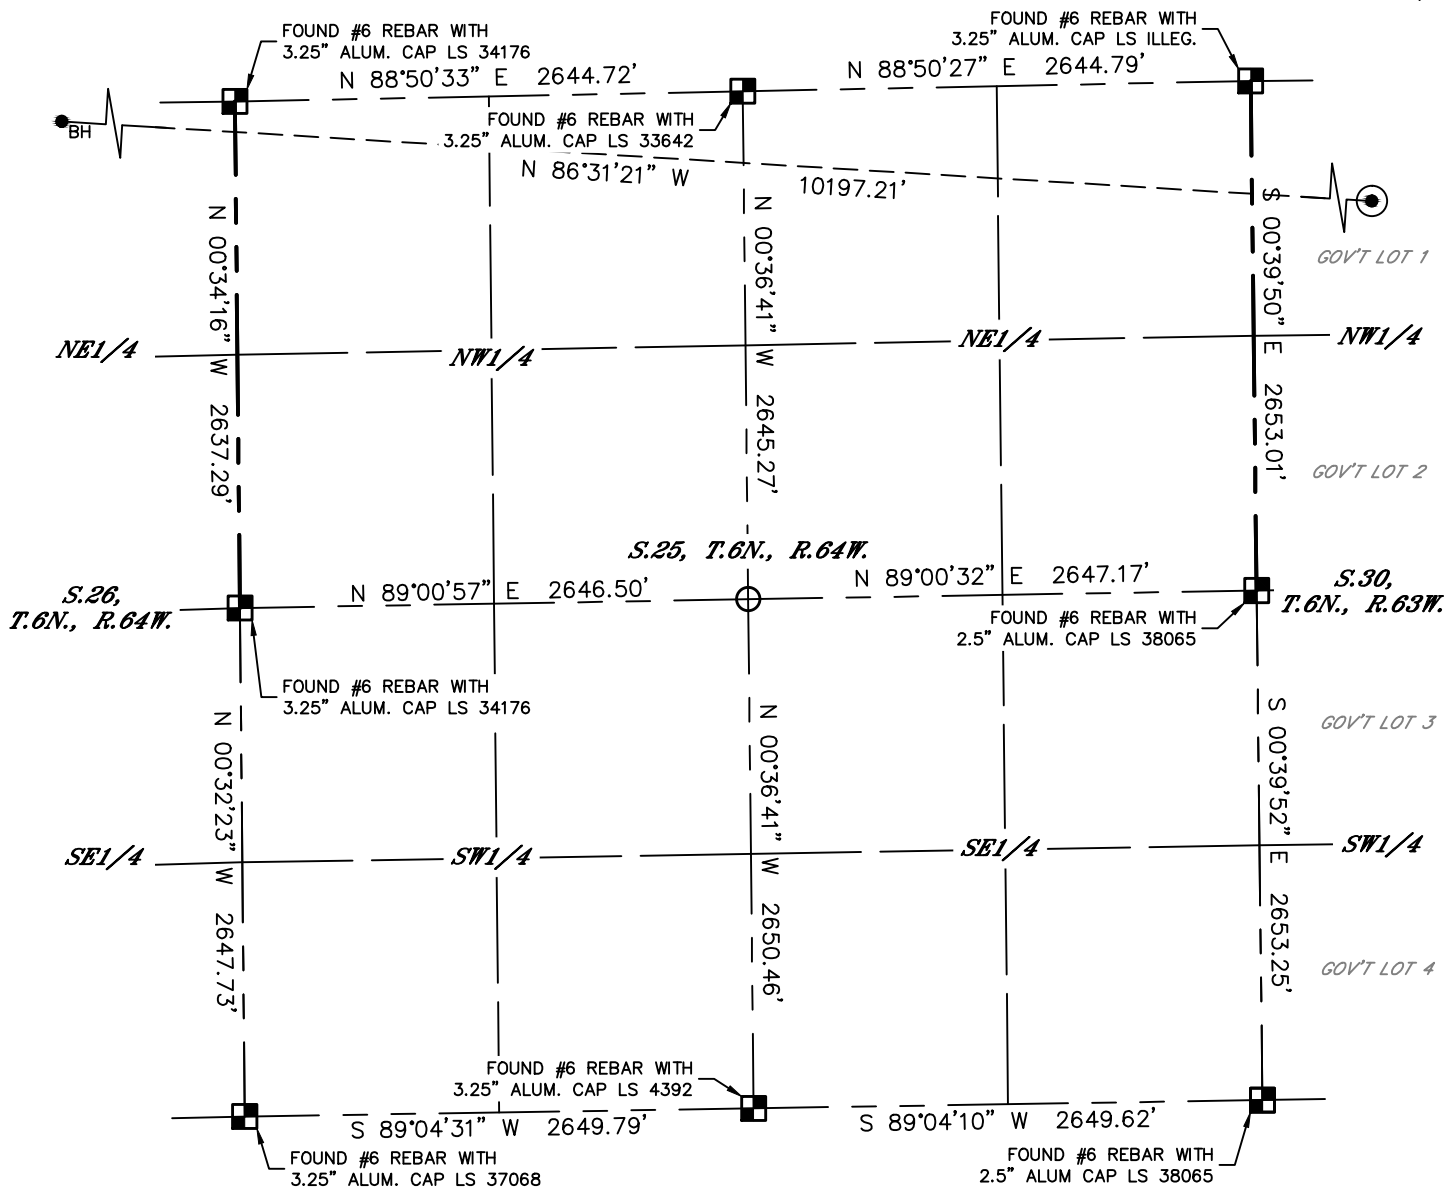 FOUND #6 REBAR WITH
3.25" ALUM. CAP LS 34176
FOUND #6 REBAR WITH
3.25" ALUM. CAP LS ILLEG.
N 88°50'33" E 2644.72'
N 88°50'27" E 2644.79'
BH
FOUND #6 REBAR WITH
3.25" ALUM. CAP LS 33642
N 86°31'21" W 10197.21'
N 00°34'16" W 2637.29'
N 00°36'41" W 2645.27'
S 00°39'50" E 2653.01'
GOV'T LOT 1
NE1/4
NW1/4
NE1/4
NW1/4
GOV'T LOT 2
S.25, T.6N., R.64W.
S.26,
T.6N., R.64W.
N 89°00'57" E 2646.50'
N 89°00'32" E 2647.17'
S.30,
T.6N., R.63W.
FOUND #6 REBAR WITH
2.5" ALUM. CAP LS 38065
FOUND #6 REBAR WITH
3.25" ALUM. CAP LS 34176
GOV'T LOT 3
N 00°32'23" W 2647.73'
N 00°36'41" W 2650.46'
S 00°39'52" E 2653.25'
SE1/4
SW1/4
SE1/4
SW1/4
GOV'T LOT 4
FOUND #6 REBAR WITH
3.25" ALUM. CAP LS 4392
S 89°04'31" W 2649.79'
S 89°04'10" W 2649.62'
FOUND #6 REBAR WITH
3.25" ALUM. CAP LS 37068
FOUND #6 REBAR WITH
2.5" ALUM CAP LS 38065